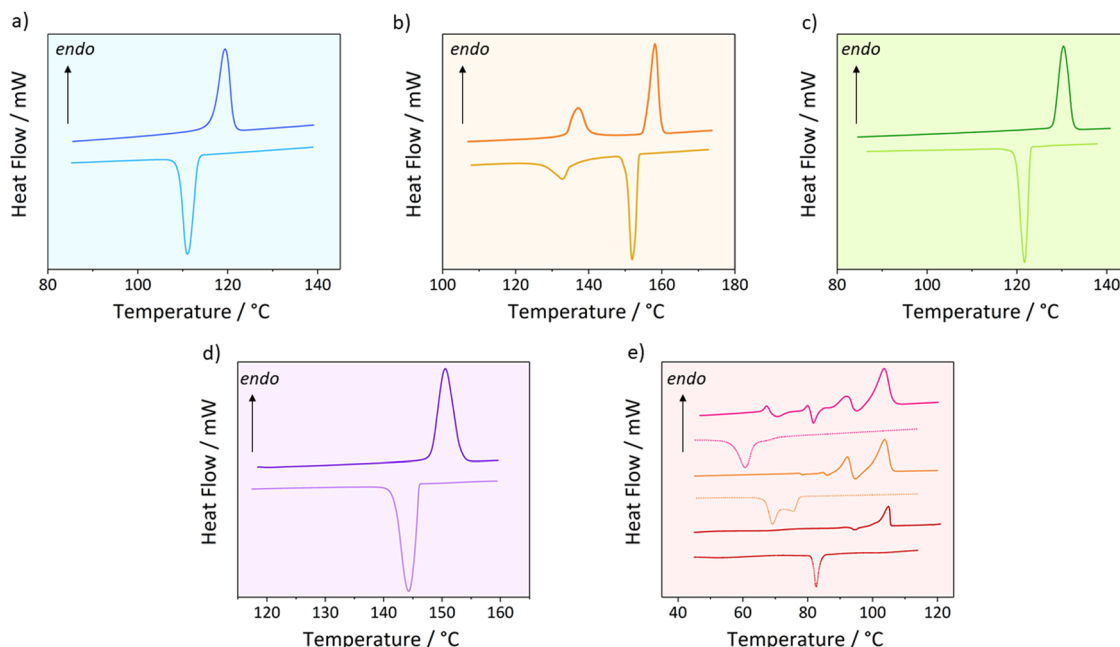 a)
endo
Heat Flow / mW
80 100 120 140
Temperature / °C
b)
endo
Heat Flow / mW
100 120 140 160 180
Temperature / °C
c)
endo
Heat Flow / mW
80 100 120 140
Temperature / °C
d)
endo
Heat Flow / mW
120 130 140 150 160
Temperature / °C
e)
endo
Heat Flow / mW
40 60 80 100 120
Temperature / °C